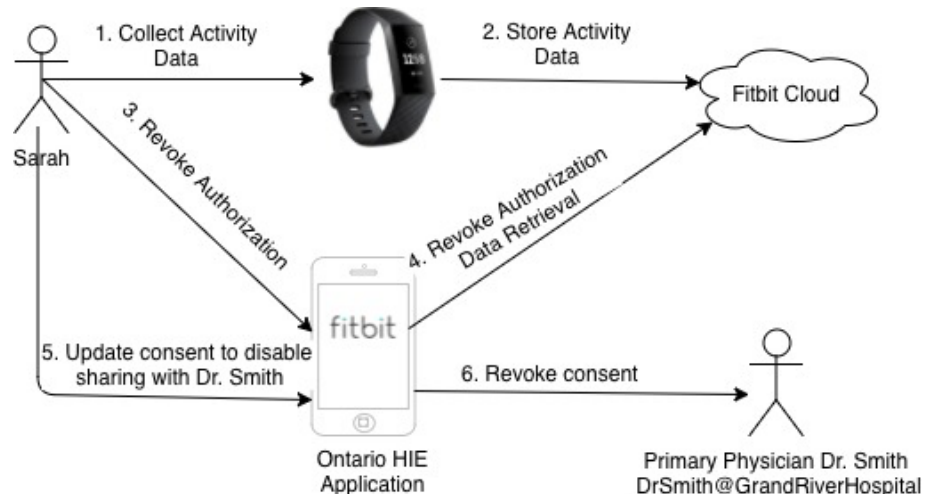 1. Collect Activity
Data
2. Store Activity
Data
Fitbit Cloud
Sarah
3. Revoke Authorization
4. Revoke Authorization
Data Retrieval
fitbit
5. Update consent to disable
sharing with Dr. Smith
6. Revoke consent
Ontario HIE
Application
Primary Physician Dr. Smith
DrSmith@GrandRiverHospital